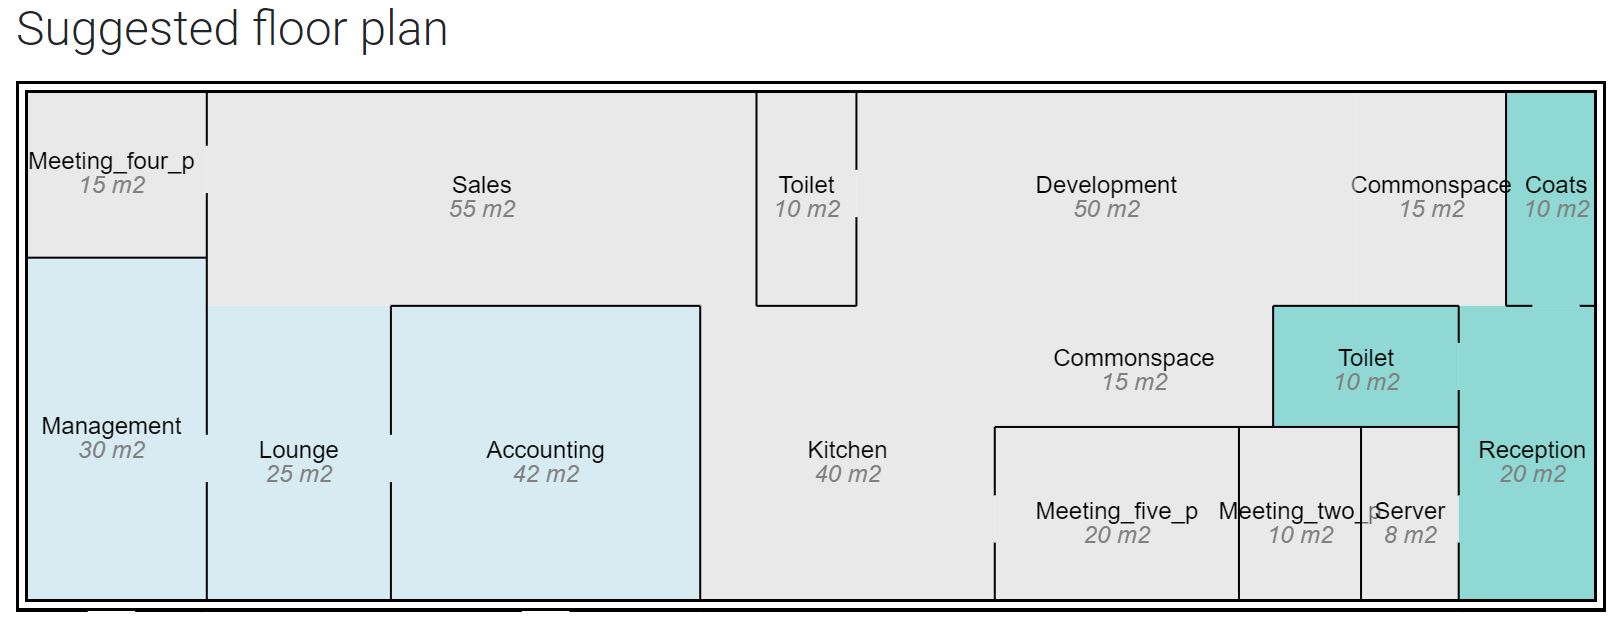 Suggested floor plan
Meeting_four_p
15 m2
Sales
55 m2
Toilet
10 m2
Development
50 m2
Commonspace
15 m2
Coats
10 m2
Management
30 m2
Lounge
25 m2
Accounting
42 m2
Kitchen
40 m2
Commonspace
15 m2
Toilet
10 m2
Reception
20 m2
Meeting_five_p
20 m2
Meeting_two_p
10 m2
Server
8 m2